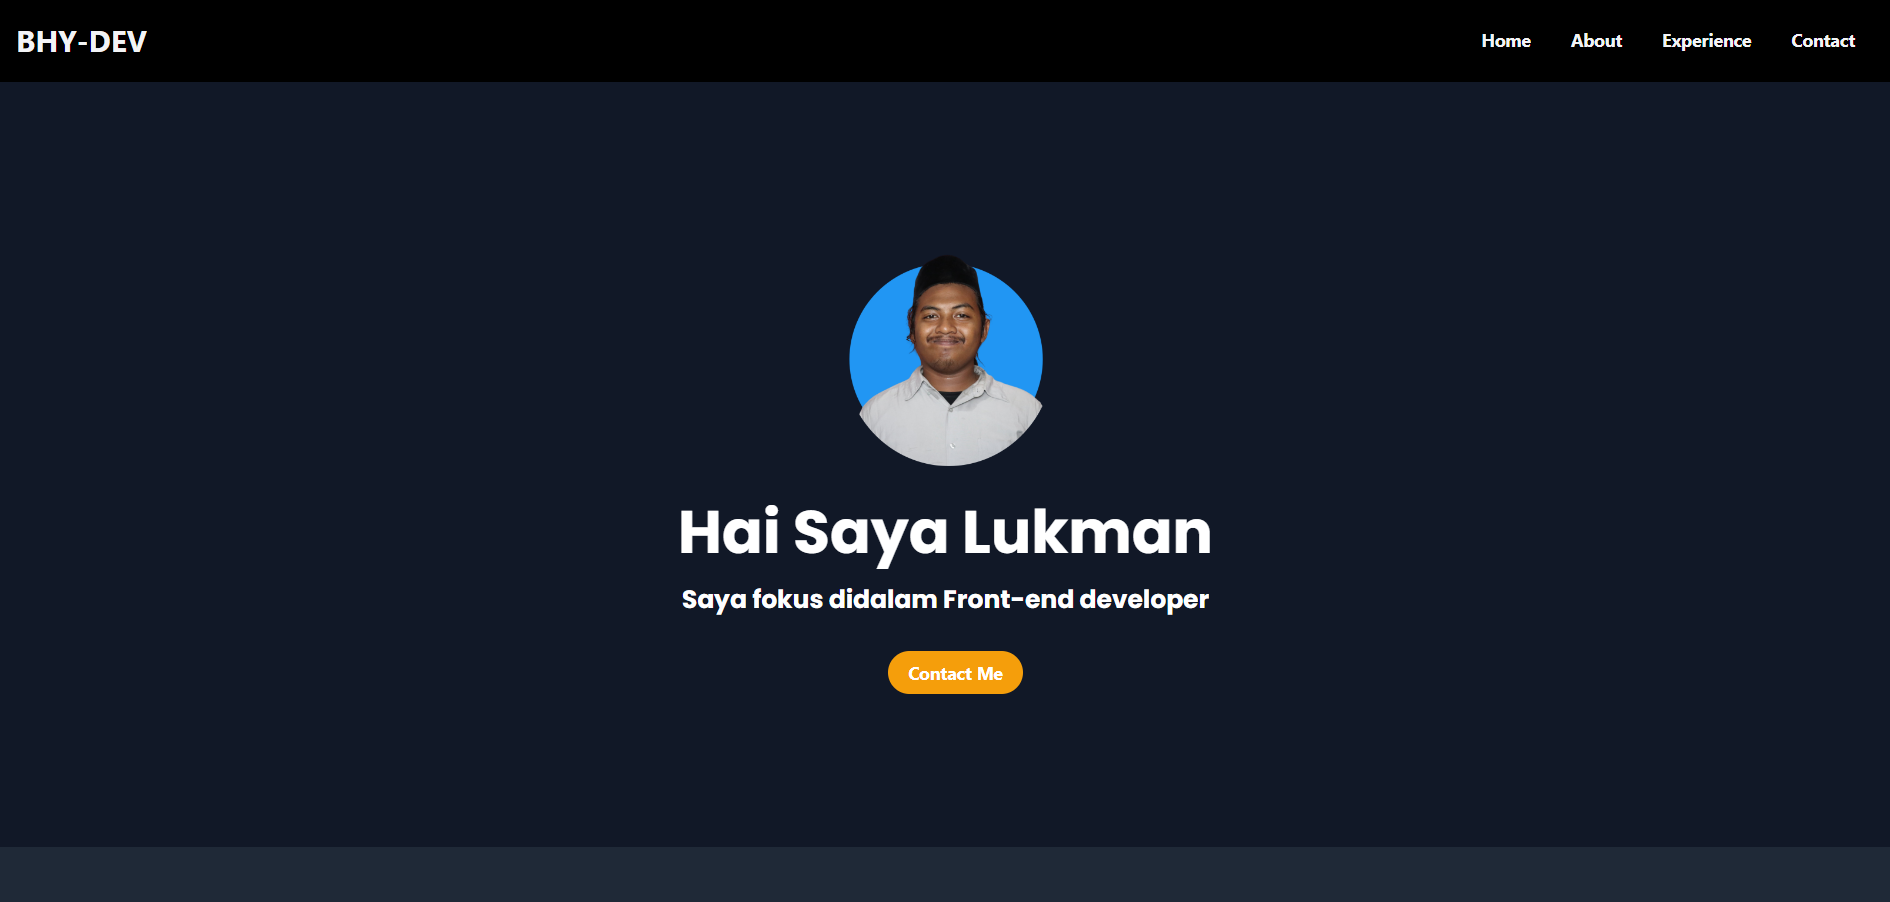 BHY-DEV
Home About Experience Contact
Hai Saya Lukman
Saya fokus didalam Front-end developer
Contact Me